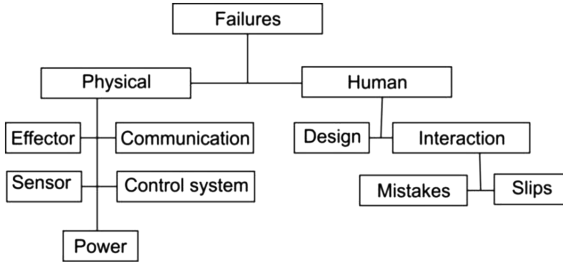 Failures
Physical
Human
Effector
Communication
Design
Interaction
Sensor
Control system
Mistakes
Slips
Power